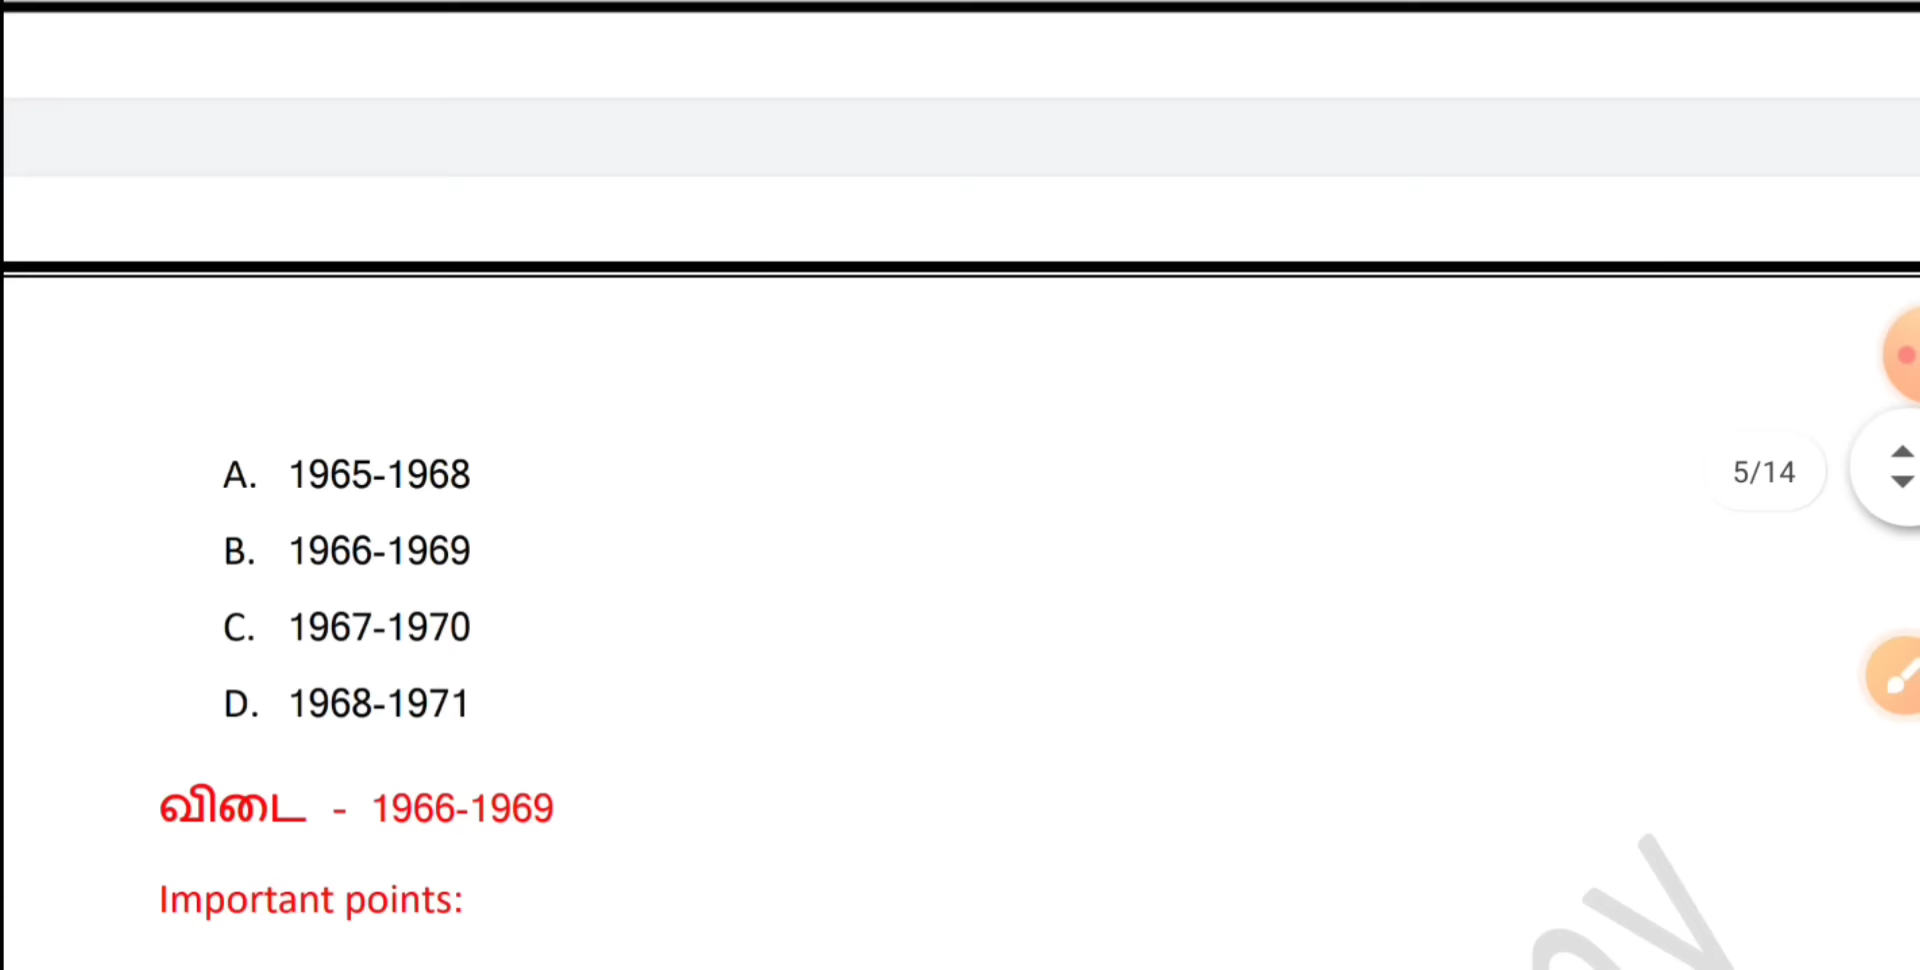 A. 1965-1968
5/14
B. 1966-1969
C. 1967-1970
D. 1968-1971
விடை - 1966-1969
Important points: